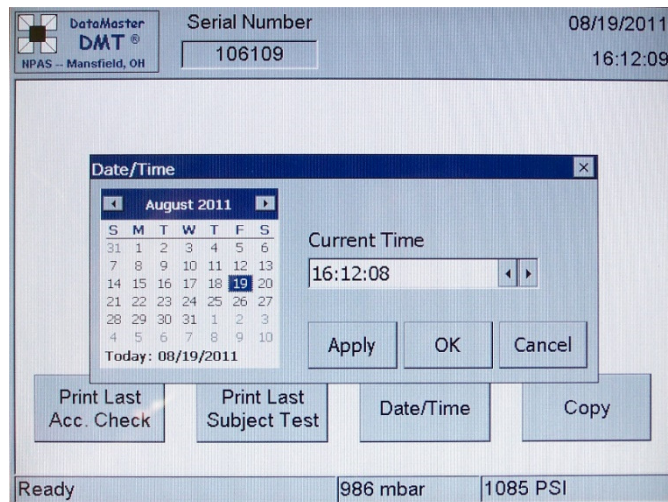 DataMaster
DMT ®
NPAS -- Mansfield, OH
Serial Number
106109
08/19/2011
16:12:09
Date/Time
August 2011
S M T W T F S
31 1 2 3 4 5 6
7 8 9 10 11 12 13
14 15 16 17 18 19 20
21 22 23 24 25 26 27
28 29 30 31 1 2 3
4 5 6 7 8 9 10
Today: 08/19/2011
Current Time
16:12:08
Apply
OK
Cancel
Print Last
Acc. Check
Print Last
Subject Test
Date/Time
Copy
Ready
986 mbar
1085 PSI